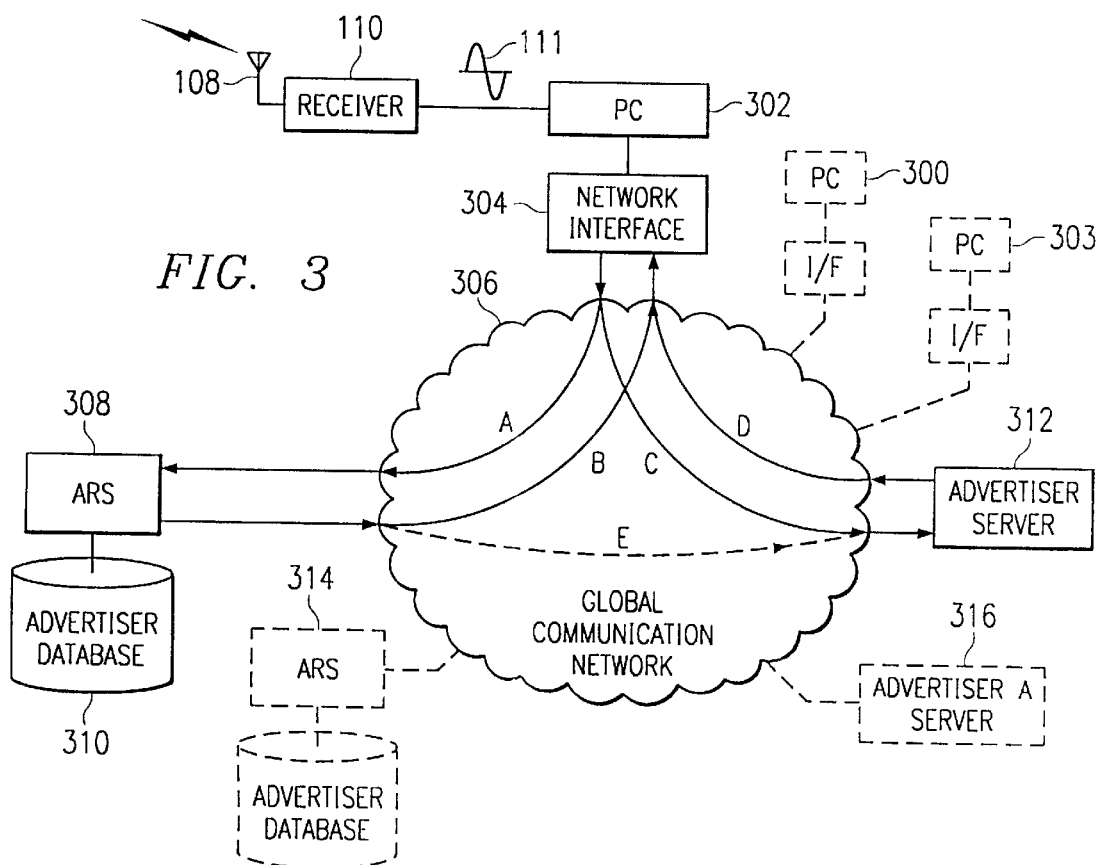 110
111
108
RECEIVER
PC
302
304
NETWORK
INTERFACE
PC
300
I/F
PC
303
I/F
FIG. 3
306
308
ARS
A
B
C
D
E
312
ADVERTISER
SERVER
ADVERTISER
DATABASE
310
314
ARS
ADVERTISER
DATABASE
GLOBAL
COMMUNICATION
NETWORK
316
ADVERTISER A
SERVER